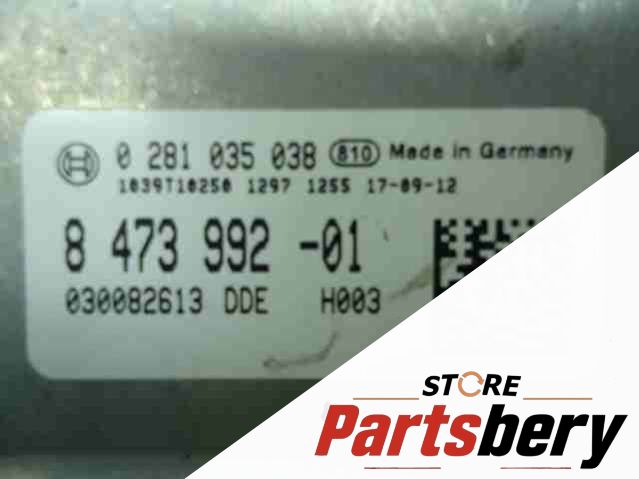 0 281 035 038 810 Made in Germany
1039T10250 1297 1255 17-09-12
8 473 992 -01
030082613 DDE H003
STORE
Partsbery